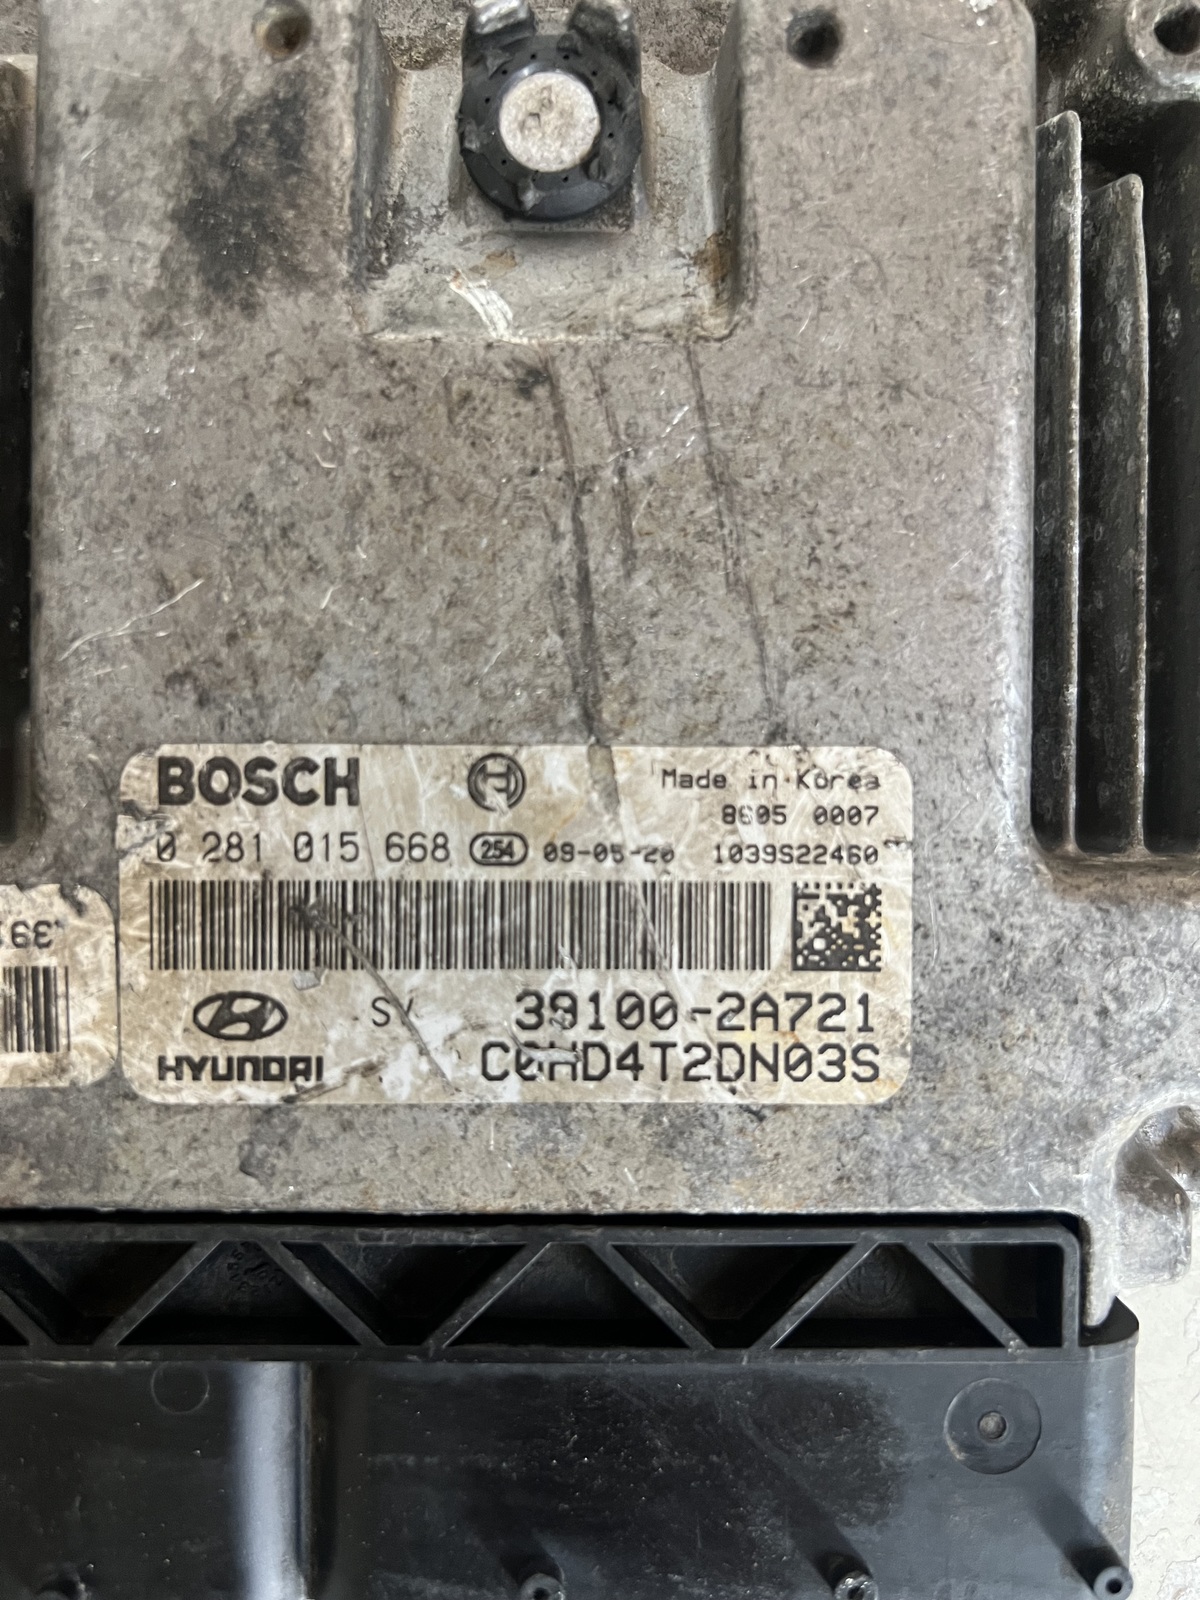 BOSCH
Made in Korea
8605 0007
0 281 015 668 254 09-05-20 1039S22460
SV 39100-2A721
HYUNDAI C0HD4T2DN03S